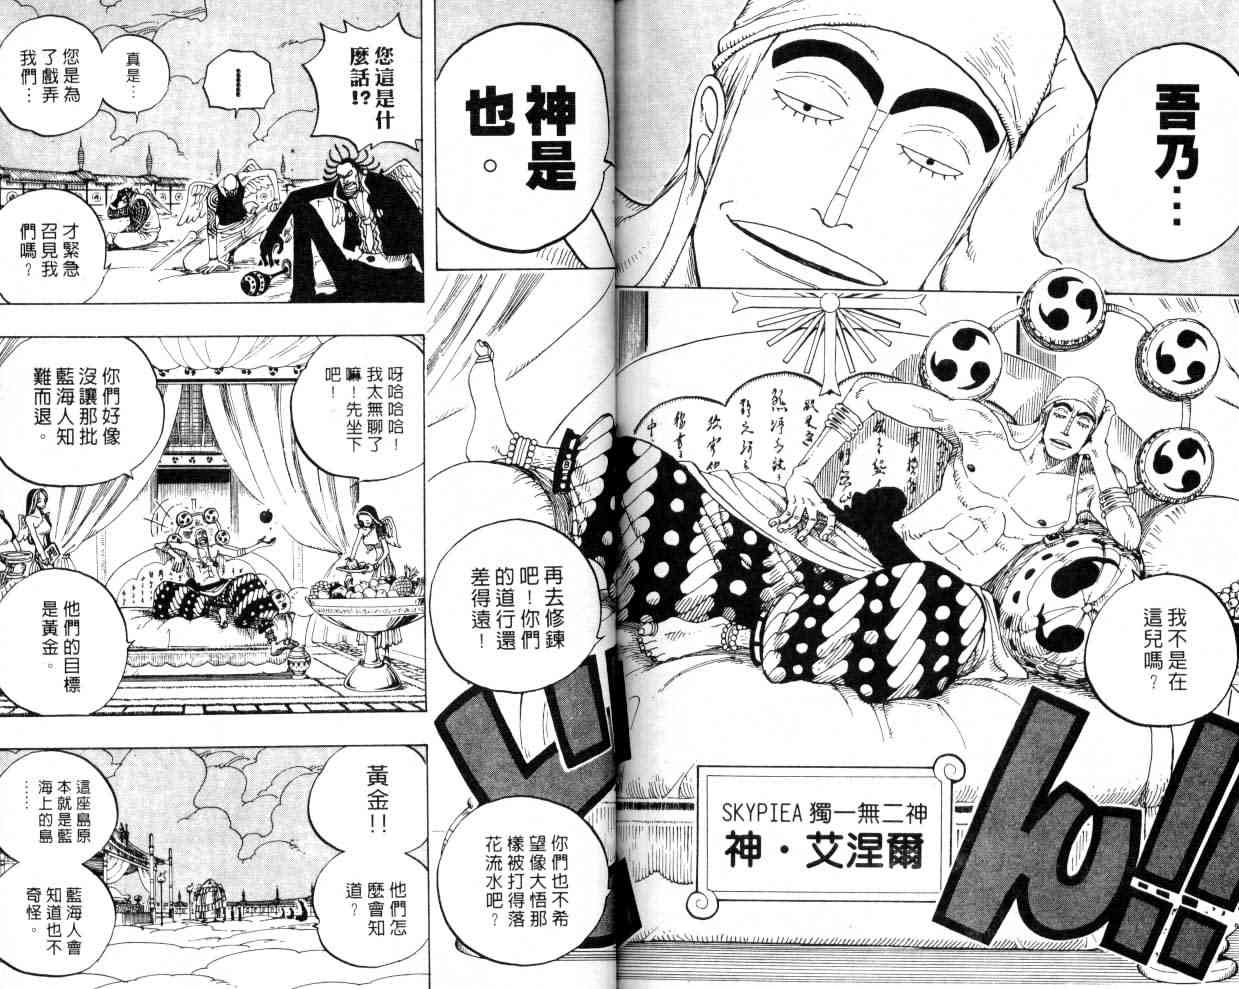 吾乃…
神是
也。
我不是在
這兒嗎？
SKYPIEA 獨一無二神
神・艾涅爾
再去修鍊
吧！你們
的道行還
差得遠！
你們也不希
望像大悟那
樣被打得落
花流水吧？
ドン!!
您這是什
麼話!?
……
真是…
您是為
了戲弄
我們…
才緊急
召見我
們嗎？
呀哈哈哈！
我太無聊了
嘛！先坐下
吧！
你們好像
沒讓那批
藍海人知
難而退。
他們的目標
是黃金。
黃金!!
他們怎
麼會知
道？
這座島原
本就是藍
海上的島
……
藍海人會
知道也不
奇怪。